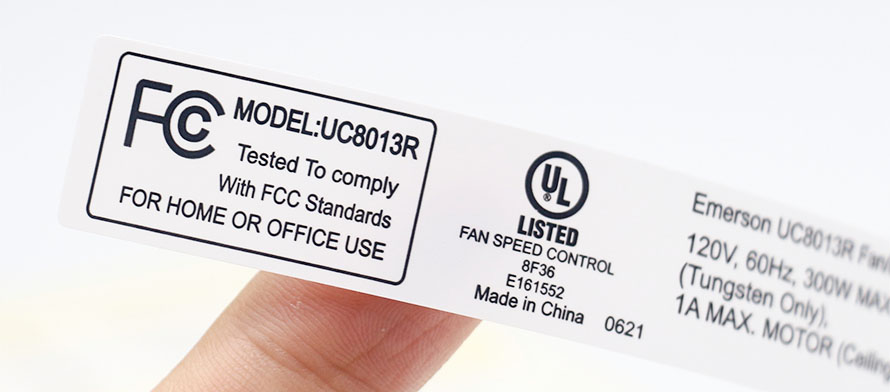 FC
MODEL:UC8013R
Tested To comply
With FCC Standards
FOR HOME OR OFFICE USE
UL
®
LISTED
FAN SPEED CONTROL
8F36
E161552
Made in China 0621
Emerson UC8013R
120V, 60Hz, 300W MAX
(Tungsten Only),
1A MAX. MOTOR (Ceiling